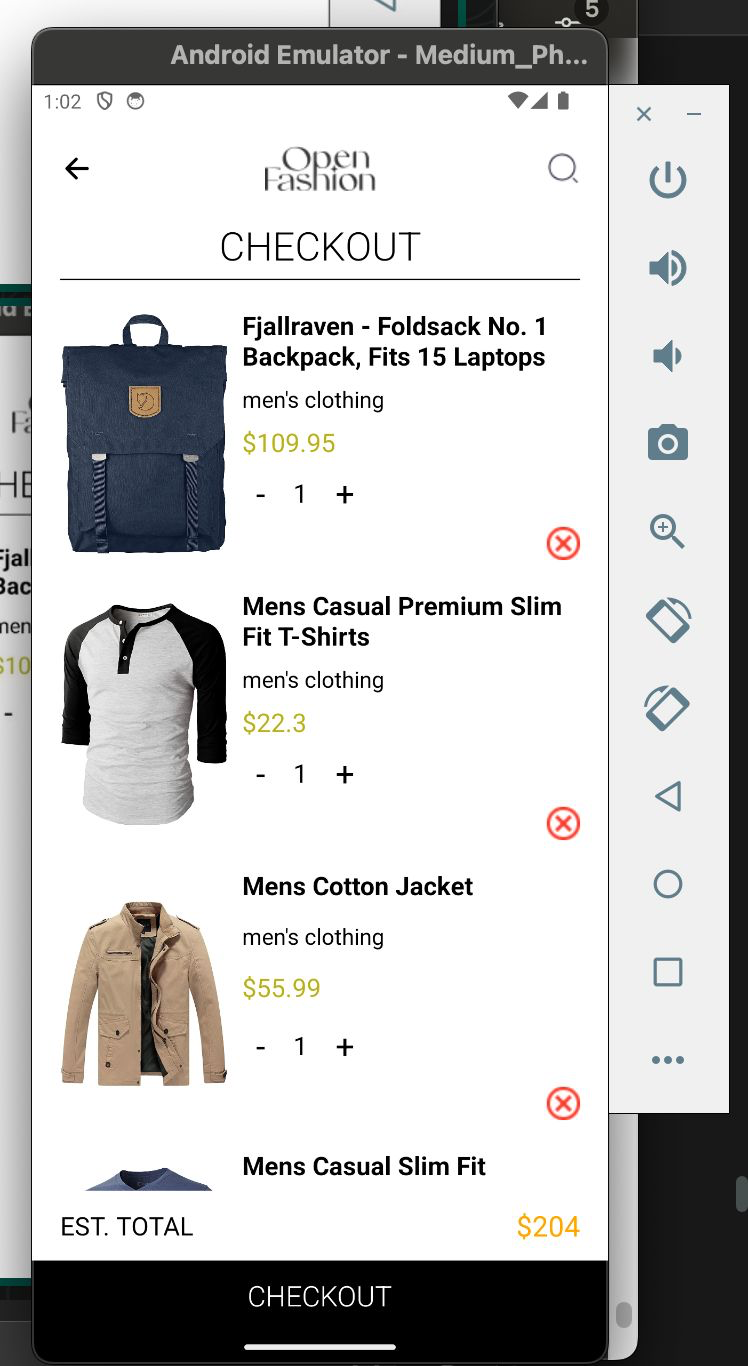 5
Android Emulator - Medium_Ph...
1:02
Open
Fashion
CHECKOUT
Fjallraven - Foldsack No. 1
Backpack, Fits 15 Laptops
men's clothing
$109.95
- 1 +
Mens Casual Premium Slim
Fit T-Shirts
men's clothing
$22.3
- 1 +
Mens Cotton Jacket
men's clothing
$55.99
- 1 +
Mens Casual Slim Fit
EST. TOTAL
$204
CHECKOUT